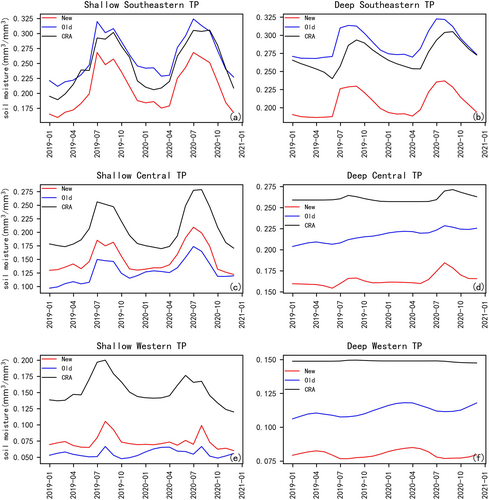 Shallow Southeastern TP
soil moisture(mm³/mm³)
0.325
0.300
0.275
0.250
0.225
0.200
0.175
New
Old
CRA
(a)
2019-01
2019-04
2019-07
2019-10
2020-01
2020-04
2020-07
2020-10
2021-01
Deep Southeastern TP
0.325
0.300
0.275
0.250
0.225
0.200
New
Old
CRA
(b)
2019-01
2019-04
2019-07
2019-10
2020-01
2020-04
2020-07
2020-10
2021-01
Shallow Central TP
soil moisture(mm³/mm³)
0.275
0.250
0.225
0.200
0.175
0.150
0.125
0.100
New
Old
CRA
(c)
2019-01
2019-04
2019-07
2019-10
2020-01
2020-04
2020-07
2020-10
2021-01
Deep Central TP
0.275
0.250
0.225
0.200
0.175
0.150
New
Old
CRA
(d)
2019-01
2019-04
2019-07
2019-10
2020-01
2020-04
2020-07
2020-10
2021-01
Shallow Western TP
soil moisture(mm³/mm³)
0.200
0.175
0.150
0.125
0.100
0.075
0.050
New
Old
CRA
(e)
2019-01
2019-04
2019-07
2019-10
2020-01
2020-04
2020-07
2020-10
2021-01
Deep Western TP
0.150
0.125
0.100
0.075
New
Old
CRA
(f)
2019-01
2019-04
2019-07
2019-10
2020-01
2020-04
2020-07
2020-10
2021-01